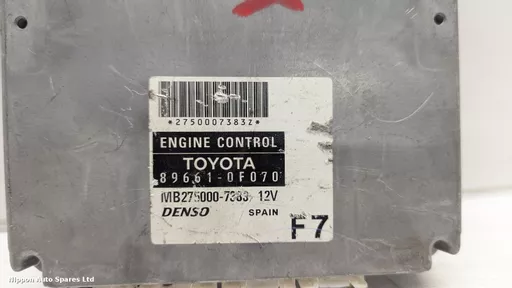 *2750007383Z*
ENGINE CONTROL
TOYOTA
89661-0F070
MB275000-7383 12V
DENSO SPAIN
F7
Nippon Auto Spares Ltd